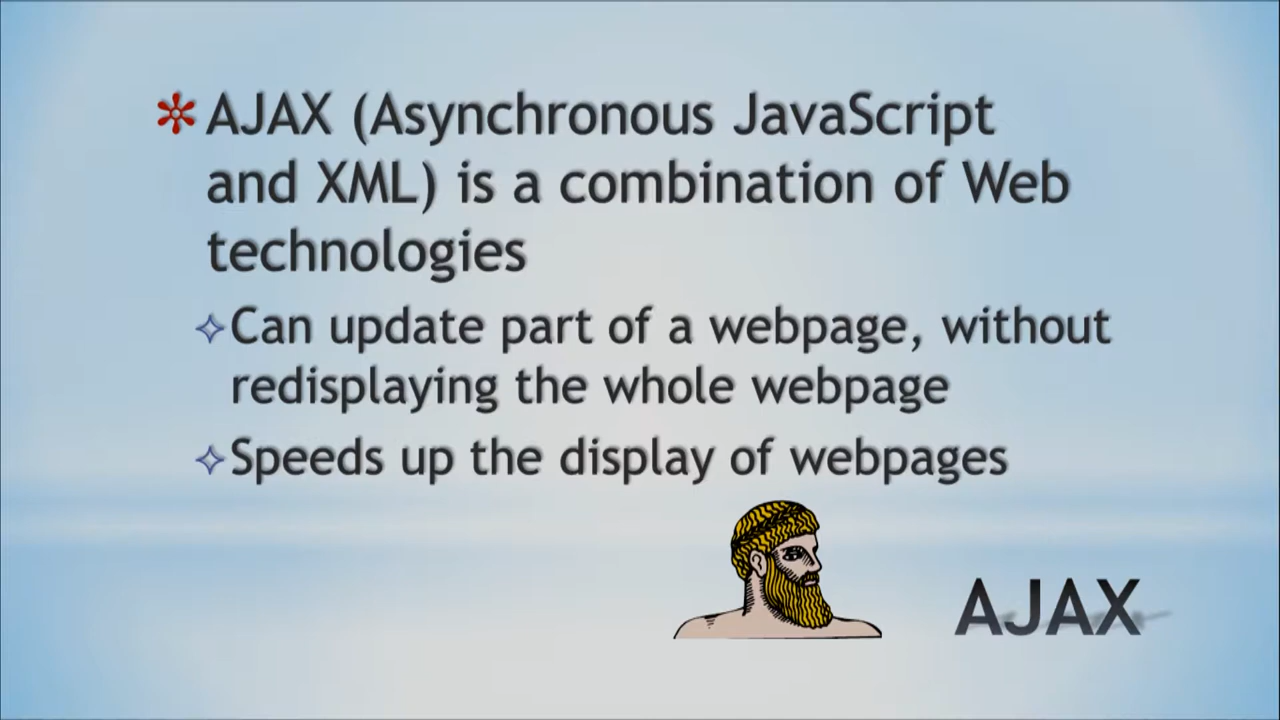 AJAX (Asynchronous JavaScript
and XML) is a combination of Web
technologies
Can update part of a webpage, without
redisplaying the whole webpage
Speeds up the display of webpages
AJAX